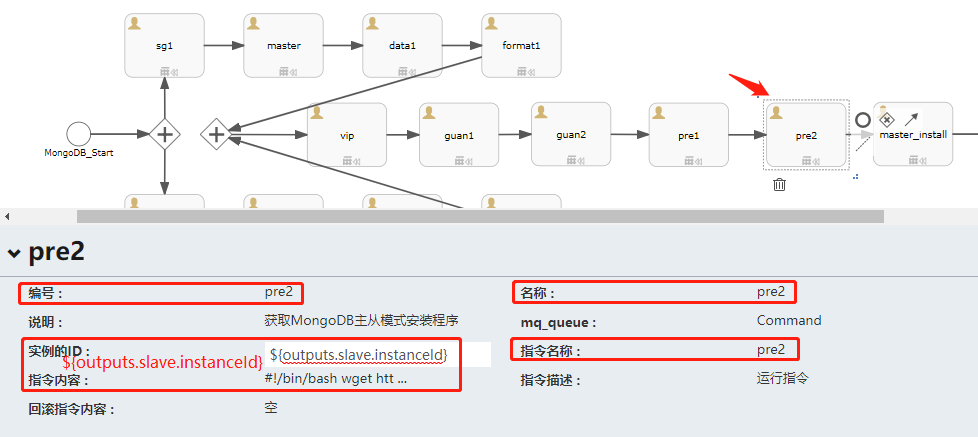 sg1
master
data1
format1
MongoDB_Start
vip
guan1
guan2
pre1
pre2
master_install
pre2
编号： pre2
名称： pre2
说明： 获取MongoDB主从模式安装程序
mq_queue： Command
实例的ID： ${outputs.slave.instanceId}
${outputs.slave.instanceId}
指令名称： pre2
指令内容： #!/bin/bash wget htt ...
指令描述： 运行指令
回滚指令内容： 空